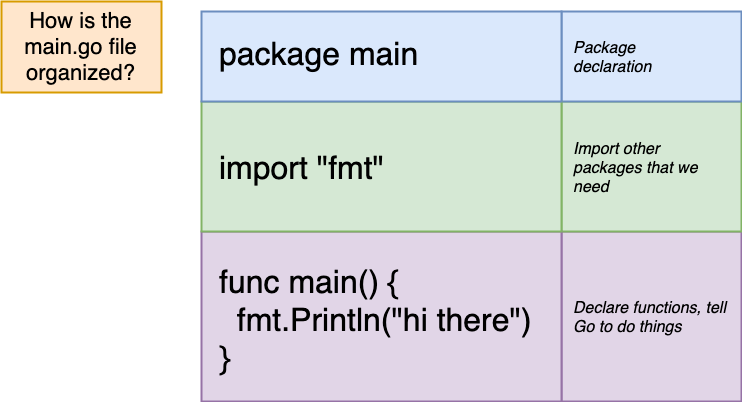 How is the
main.go file
organized?
package main
Package
declaration
import "fmt"
Import other
packages that we
need
func main() {
  fmt.Println("hi there")
}
Declare functions, tell
Go to do things